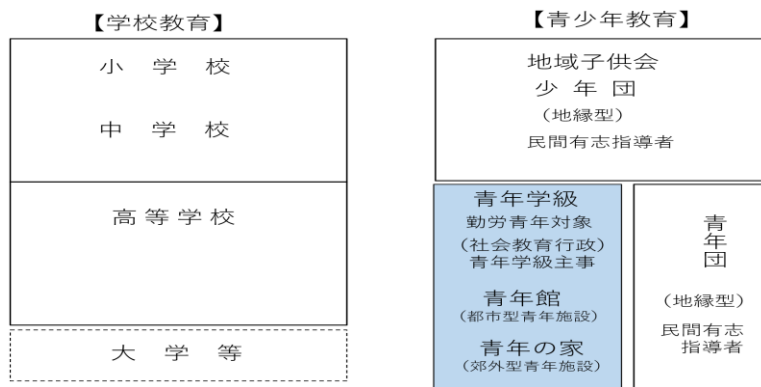 【学校教育】
小学校
中学校
高等学校
大学等
【青少年教育】
地域子供会
少年団
（地縁型）
民間有志指導者
青年学級
勤労青年対象
(社会教育行政)
青年学級主事
青年館
(都市型青年施設)
青年の家
(郊外型青年施設)
青年団
(地縁型)
民間有志
指導者